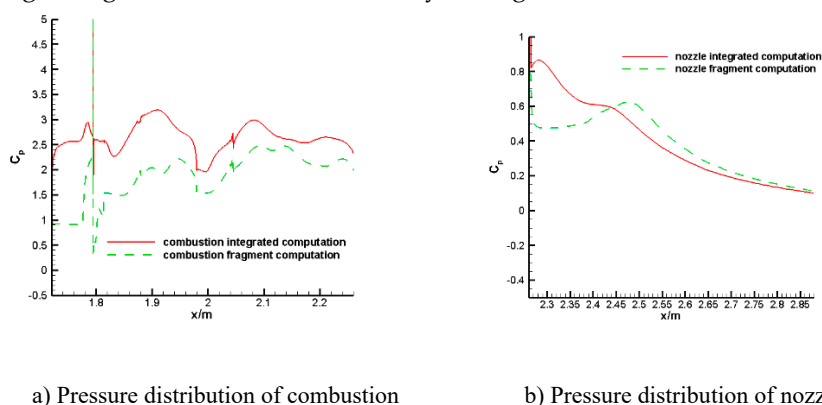 5
4.5
4
3.5
3
2.5
2
1.5
1
0.5
0
-0.5
Cp
combustion integrated computation
combustion fragment computation
1.8 1.9 2 2.1 2.2
x/m
1
0.8
0.6
0.4
0.2
0
-0.2
-0.4
Cp
nozzle integrated computation
nozzle fragment computation
2.3 2.35 2.4 2.45 2.5 2.55 2.6 2.65 2.7 2.75 2.8 2.85
x/m
a) Pressure distribution of combustion
b) Pressure distribution of nozz